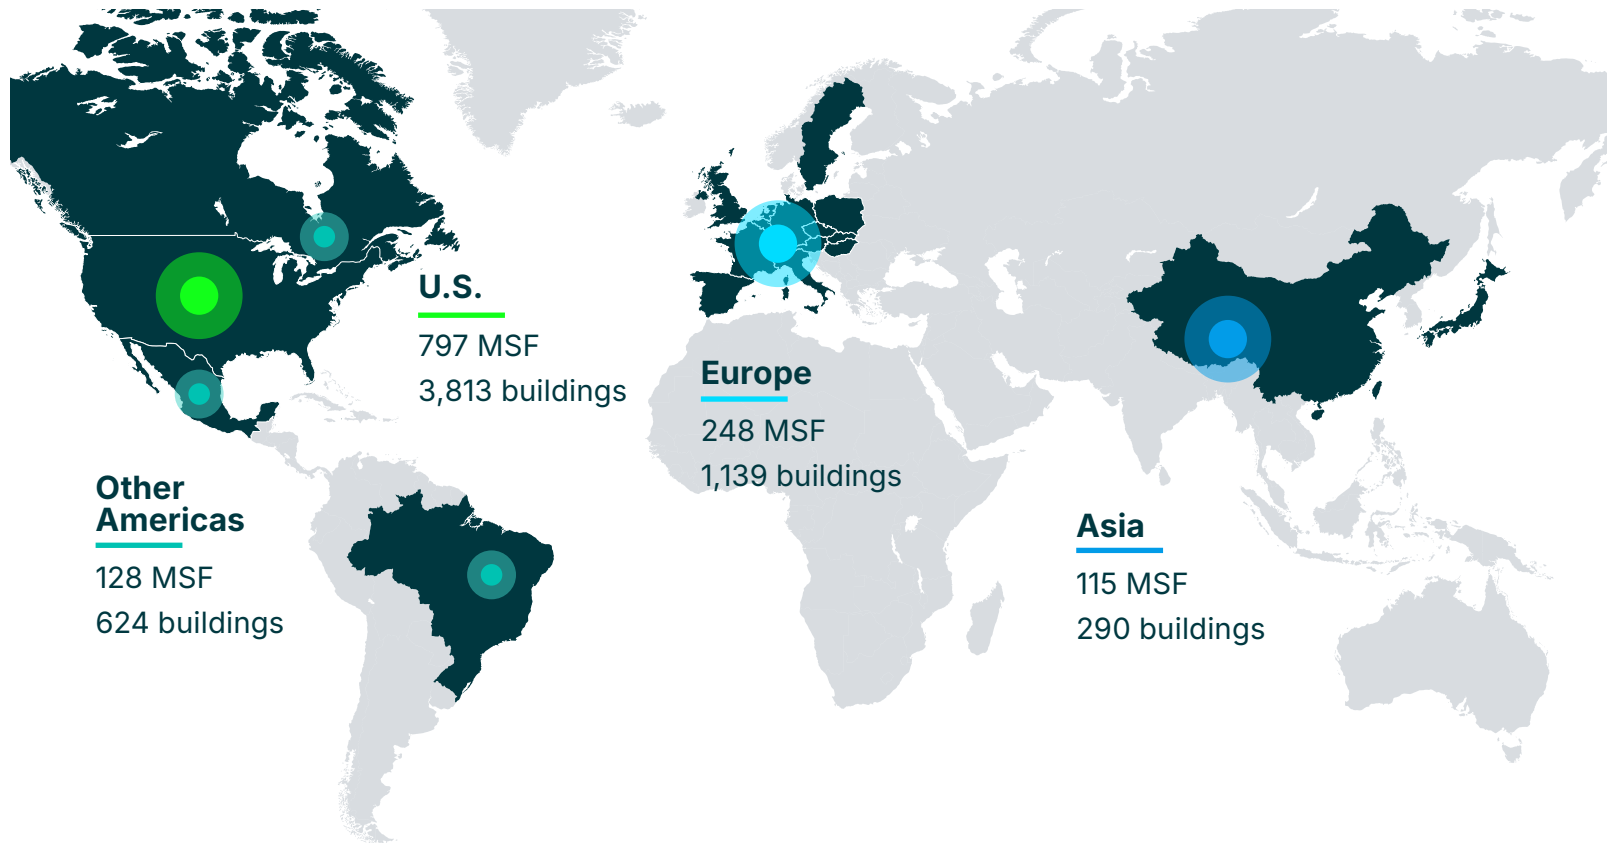 U.S.
797 MSF
3,813 buildings
Europe
248 MSF
1,139 buildings
Other
Americas
128 MSF
624 buildings
Asia
115 MSF
290 buildings